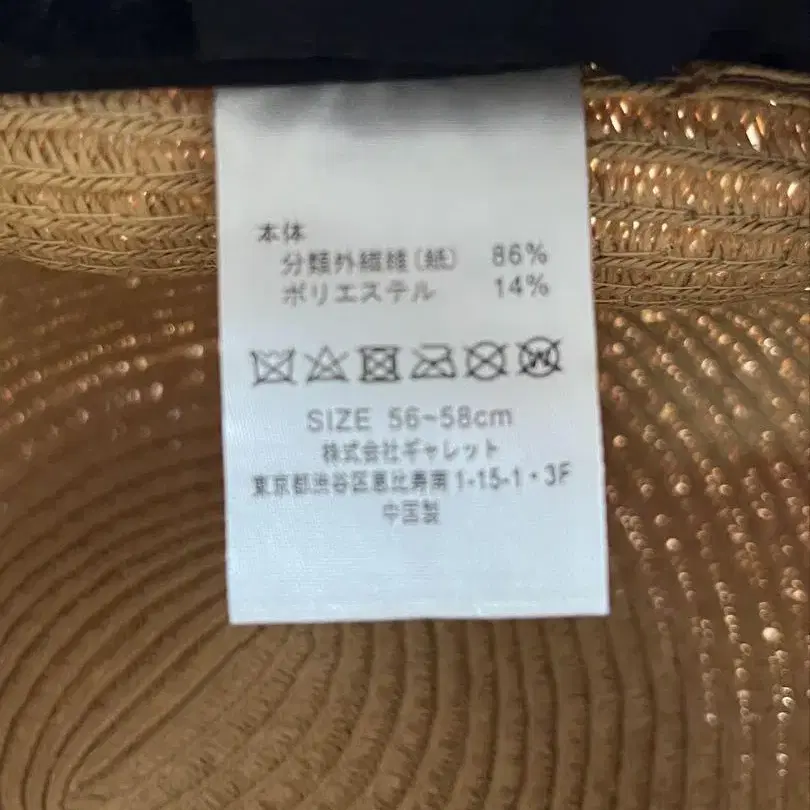 本体
分類外繊維(紙) 86%
ポリエステル 14%
W
SIZE 56~58cm
株式会社ギャレット
東京都渋谷区恵比寿南1-15-1・3F
中国製